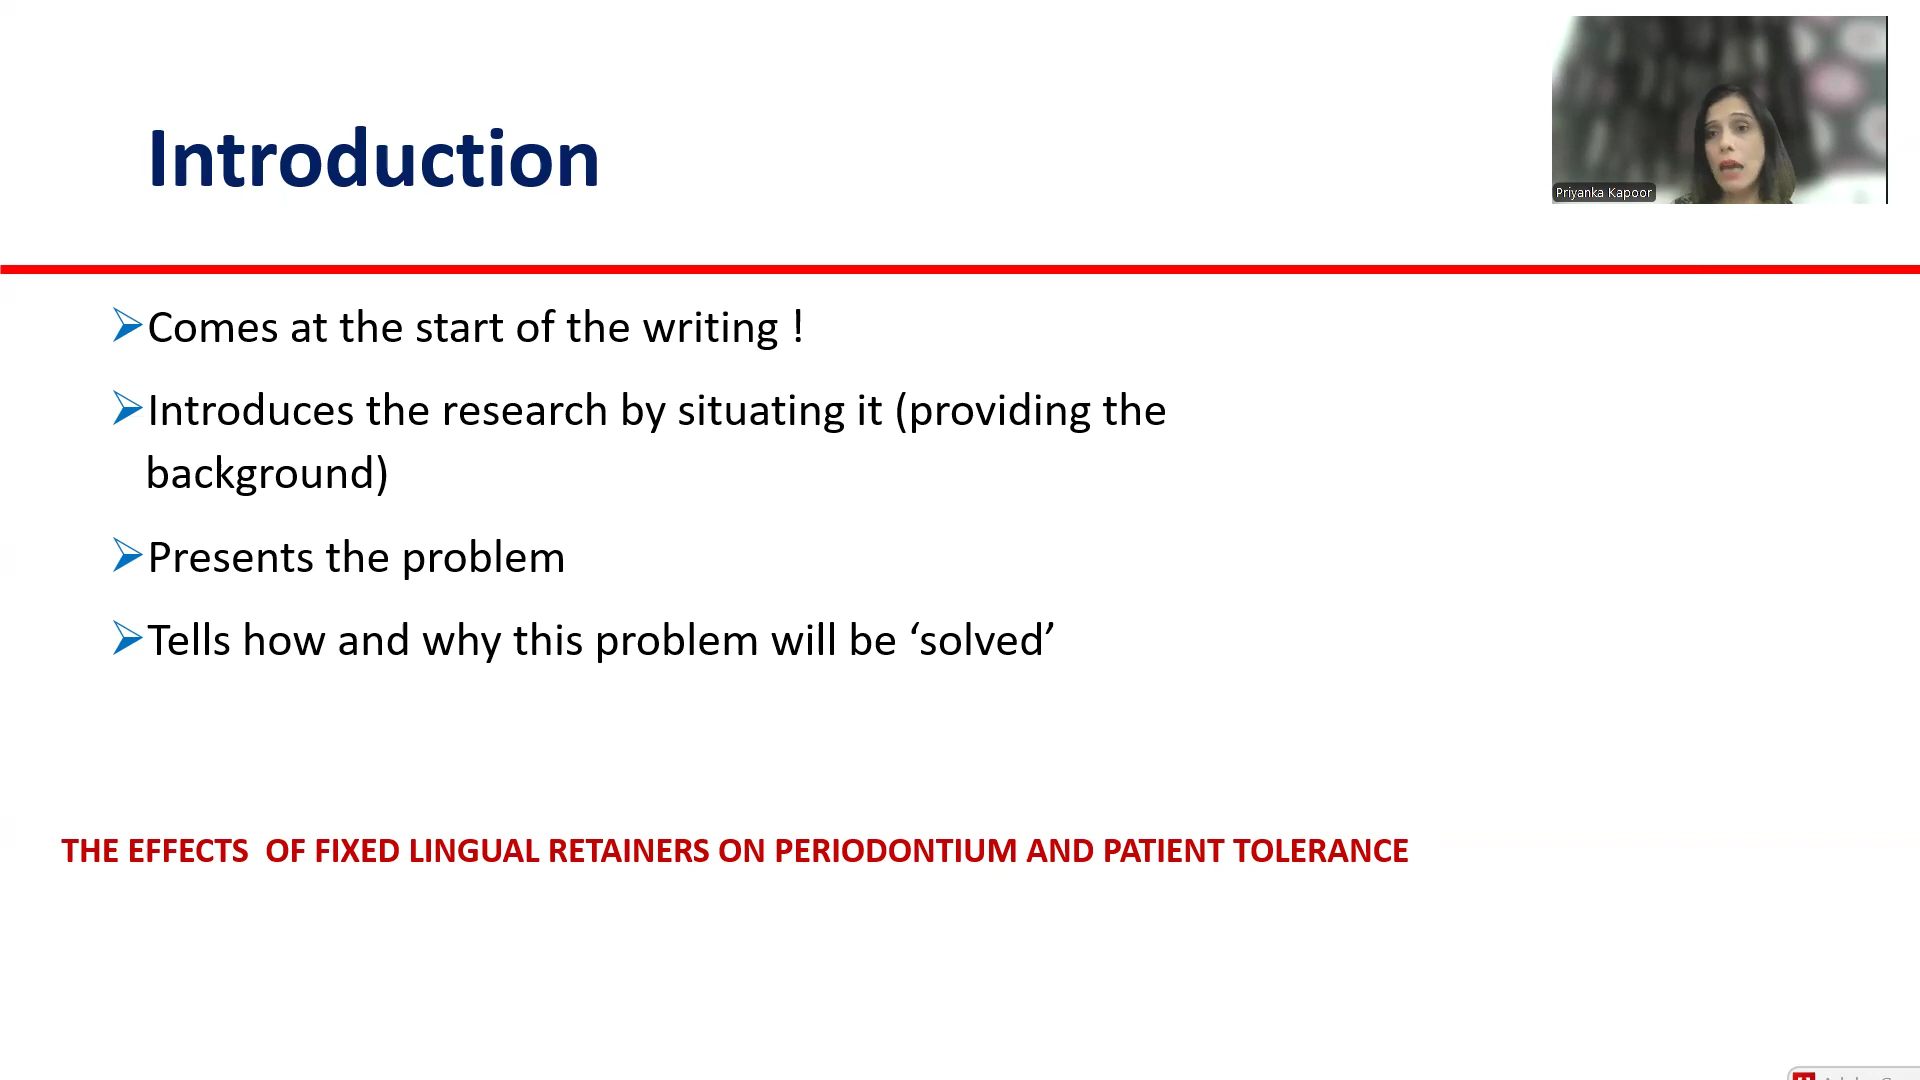 Introduction
Priyanka Kapoor
Comes at the start of the writing !
Introduces the research by situating it (providing the
background)
Presents the problem
Tells how and why this problem will be ‘solved’
THE EFFECTS  OF FIXED LINGUAL RETAINERS ON PERIODONTIUM AND PATIENT TOLERANCE